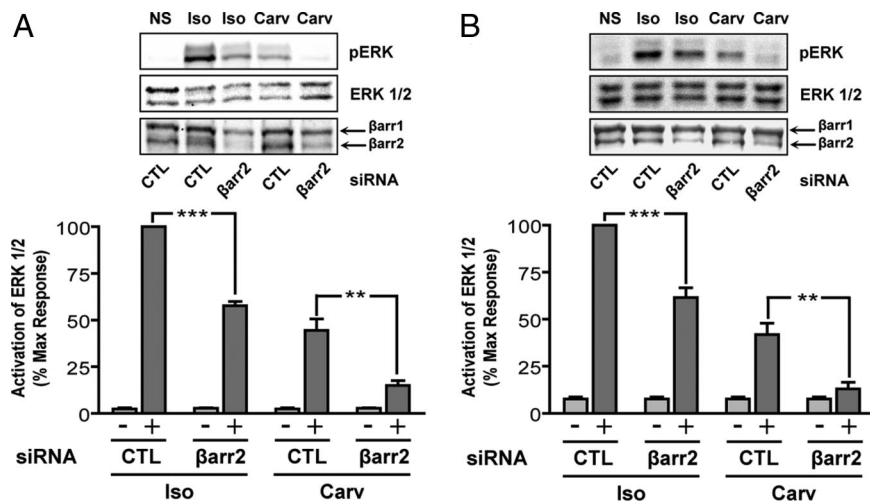 A
NS Iso Iso Carv Carv
pERK
ERK 1/2
βarr1
βarr2
CTL CTL βarr2 CTL βarr2 siRNA
Activation of ERK 1/2
(% Max Response)
100
75
50
25
0
***
**
- + - + - + - +
siRNA CTL βarr2 CTL βarr2
Iso Carv
B
NS Iso Iso Carv Carv
pERK
ERK 1/2
βarr1
βarr2
CTL CTL βarr2 CTL βarr2 siRNA
Activation of ERK 1/2
(% Max Response)
100
75
50
25
0
***
**
- + - + - + - +
siRNA CTL βarr2 CTL βarr2
Iso Carv